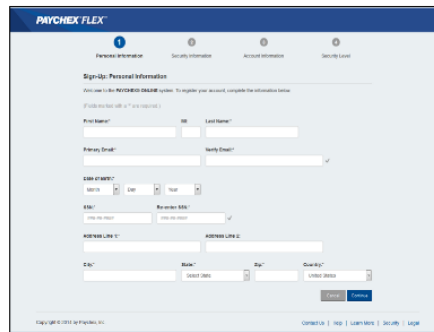 PAYCHEX FLEX
1 2 3 4
Personal Information Security Information Account Information Security Level
Sign-Up: Personal Information
Welcome to the PAYCHEX ONLINE system. To register your account, complete the information below
(Fields marked with a * are required.)
First Name:* MI: Last Name:*
Primary Email:* Verify Email:*
Date of Birth:*
Month Day Year
SSN:* Re-enter SSN:*
Address Line 1:* Address Line 2:
City:* State:* Zip:* Country:*
Select State United States
Cancel Continue
Paychex, Inc. Contact Us | Help | Learn More | Security | Legal